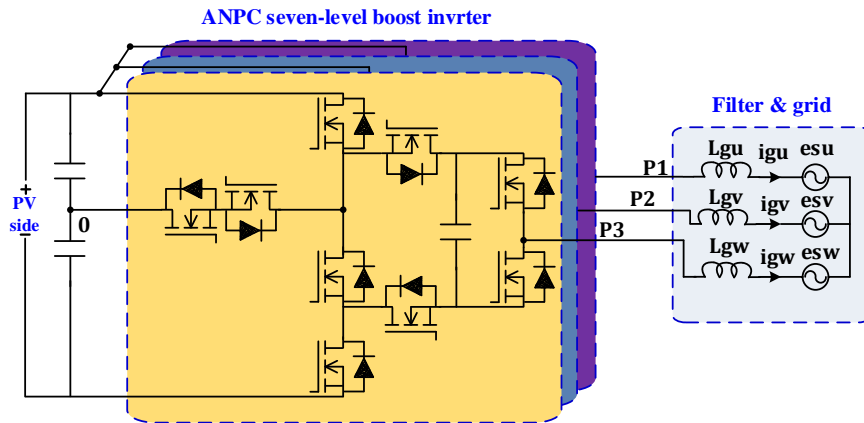 ANPC seven-level boost invrter
Filter & grid
P1
Lgu igu esu
P2
Lgv igv esv
P3
Lgw igw esw
+
PV
side
-
0